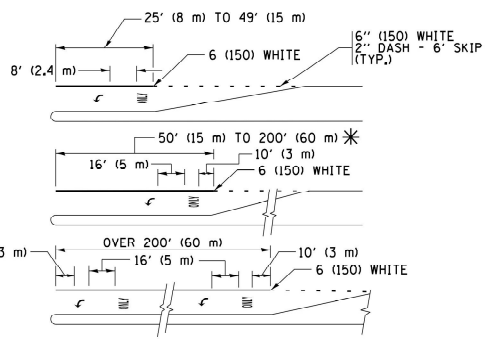 25' (8 m) TO 49' (15 m)
6" (150) WHITE
2" DASH - 6' SKIP
(TYP.)
6 (150) WHITE
8' (2.4 m)
ONLY
50' (15 m) TO 200' (60 m) *
16' (5 m)
10' (3 m)
6 (150) WHITE
ONLY
OVER 200' (60 m)
3 m)
16' (5 m)
10' (3 m)
6 (150) WHITE
ONLY
ONLY